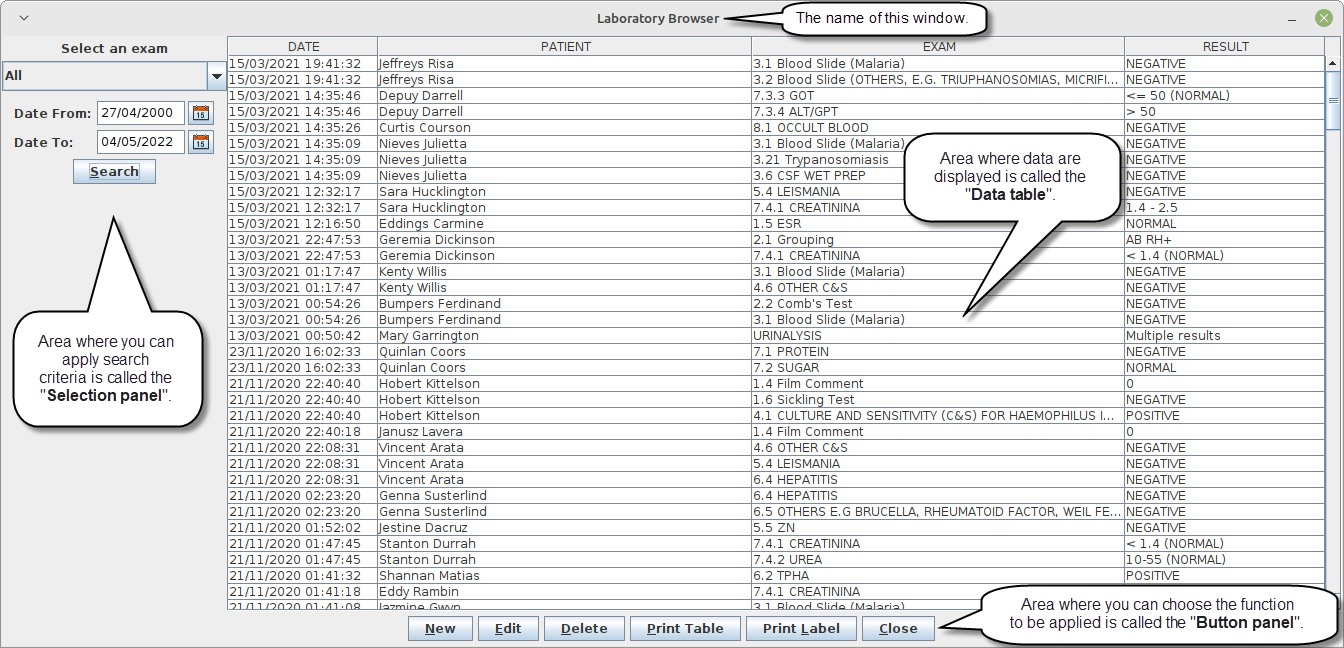 Laboratory Browser
The name of this window.
Select an exam
All
Date From: 27/04/2000
Date To: 04/05/2022
Search
Area where you can
apply search
criteria is called the
"Selection panel".
DATE PATIENT EXAM RESULT
15/03/2021 19:41:32 Jeffreys Risa 3.1 Blood Slide (Malaria) NEGATIVE
15/03/2021 19:41:32 Jeffreys Risa 3.2 Blood Slide (OTHERS, E.G. TRIUPHANOSOMIAS, MICRIFI... NEGATIVE
15/03/2021 14:35:46 Depuy Darrell 7.3.3 GOT <= 50 (NORMAL)
15/03/2021 14:35:46 Depuy Darrell 7.3.4 ALT/GPT > 50
15/03/2021 14:35:26 Curtis Courson 8.1 OCCULT BLOOD NEGATIVE
15/03/2021 14:35:09 Nieves Julietta 3.1 Blood Slide (Malaria) NEGATIVE
15/03/2021 14:35:09 Nieves Julietta 3.21 Trypanosomiasis NEGATIVE
15/03/2021 14:35:09 Nieves Julietta 3.6 CSF WET PREP NEGATIVE
15/03/2021 12:32:17 Sara Hucklington 5.4 LEISMANIA NEGATIVE
15/03/2021 12:32:17 Sara Hucklington 7.4.1 CREATININA 1.4 - 2.5
15/03/2021 12:16:50 Eddings Carmine 1.5 ESR NORMAL
13/03/2021 22:47:53 Geremia Dickinson 2.1 Grouping AB RH+
13/03/2021 22:47:53 Geremia Dickinson 7.4.1 CREATININA < 1.4 (NORMAL)
13/03/2021 01:17:47 Kenty Willis 3.1 Blood Slide (Malaria) NEGATIVE
13/03/2021 01:17:47 Kenty Willis 4.6 OTHER C&S NEGATIVE
13/03/2021 00:54:26 Bumpers Ferdinand 2.2 Comb's Test NEGATIVE
13/03/2021 00:54:26 Bumpers Ferdinand 3.1 Blood Slide (Malaria) NEGATIVE
13/03/2021 00:50:42 Mary Garrington URINALYSIS Multiple results
23/11/2020 16:02:33 Quinlan Coors 7.1 PROTEIN NEGATIVE
23/11/2020 16:02:33 Quinlan Coors 7.2 SUGAR NORMAL
21/11/2020 22:40:40 Hobert Kittelson 1.4 Film Comment 0
21/11/2020 22:40:40 Hobert Kittelson 1.6 Sickling Test NEGATIVE
21/11/2020 22:40:40 Hobert Kittelson 4.1 CULTURE AND SENSITIVITY (C&S) FOR HAEMOPHILUS I... POSITIVE
21/11/2020 22:40:18 Janusz Lavera 1.4 Film Comment 0
21/11/2020 22:08:31 Vincent Arata 4.6 OTHER C&S NEGATIVE
21/11/2020 22:08:31 Vincent Arata 5.4 LEISMANIA NEGATIVE
21/11/2020 22:08:31 Vincent Arata 6.4 HEPATITIS NEGATIVE
21/11/2020 02:23:20 Genna Susterlind 6.4 HEPATITIS NEGATIVE
21/11/2020 02:23:20 Genna Susterlind 6.5 OTHERS E.G BRUCELLA, RHEUMATOID FACTOR, WEIL FE... NEGATIVE
21/11/2020 01:52:02 Jestine Dacruz 5.5 ZN NEGATIVE
21/11/2020 01:47:45 Stanton Durrah 7.4.1 CREATININA < 1.4 (NORMAL)
21/11/2020 01:47:45 Stanton Durrah 7.4.2 UREA 10-55 (NORMAL)
21/11/2020 01:41:32 Shannan Matias 6.2 TPHA POSITIVE
21/11/2020 01:41:18 Eddy Rambin 7.4.1 CREATININA
21/11/2020 01:41:08 Jazmine Gwyn 3.1 Blood Slide (Malaria)
Area where data are
displayed is called the
"Data table".
New Edit Delete Print Table Print Label Close
Area where you can choose the function
to be applied is called the "Button panel".